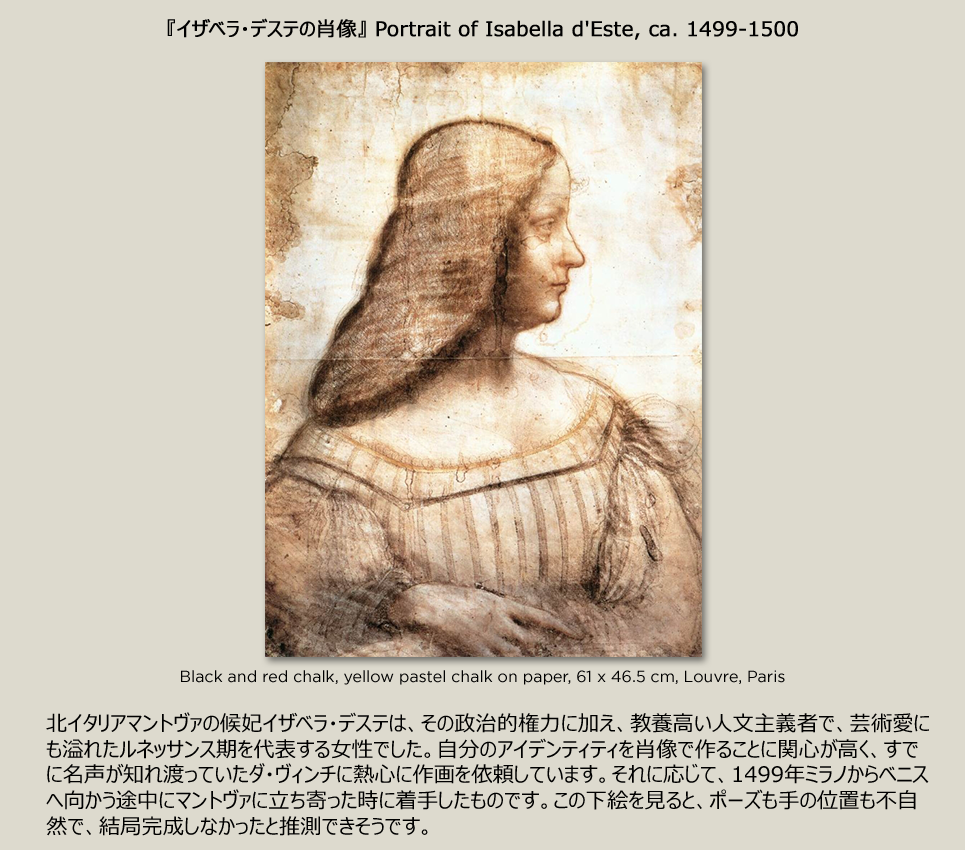 『イザベラ・デステの肖像』 Portrait of Isabella d'Este, ca. 1499-1500
Black and red chalk, yellow pastel chalk on paper, 61 x 46.5 cm, Louvre, Paris
北イタリアマントヴァの候妃イザベラ・デステは、その政治的権力に加え、教養高い人文主義者で、芸術愛に
も溢れたルネッサンス期を代表する女性でした。自分のアイデンティティを肖像で作ることに関心が高く、すで
に名声が知れ渡っていたダ・ヴィンチに熱心に作画を依頼しています。それに応じて、1499年ミラノからベニス
へ向かう途中にマントヴァに立ち寄った時に着手したものです。この下絵を見ると、ポーズも手の位置も不自
然で、結局完成しなかったと推測できそうです。